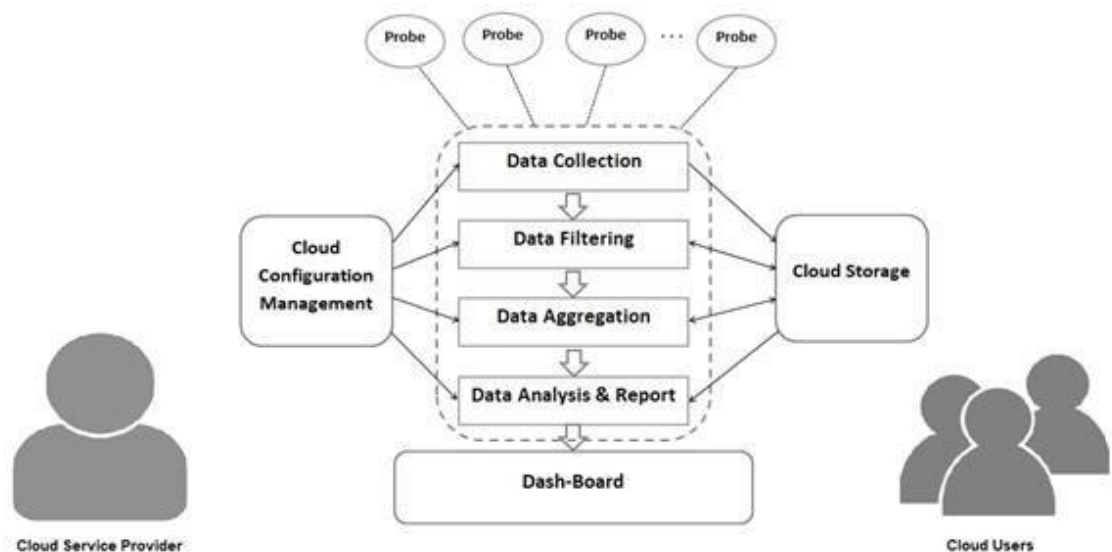 Probe
Probe
Probe
...
Probe
Data Collection
Data Filtering
Cloud
Configuration
Management
Cloud Storage
Data Aggregation
Data Analysis & Report
Dash-Board
Cloud Service Provider
Cloud Users